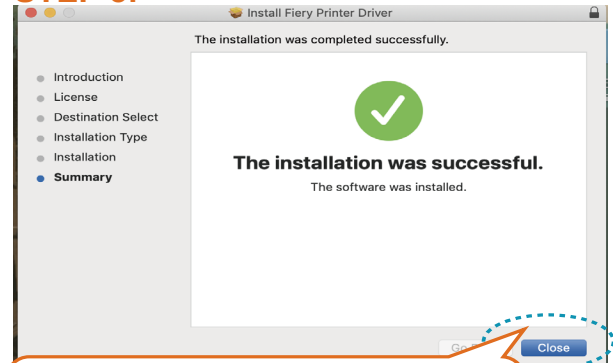 Install Fiery Printer Driver
The installation was completed successfully.
Introduction
License
Destination Select
Installation Type
Installation
Summary
The installation was successful.
The software was installed.
Go
Close